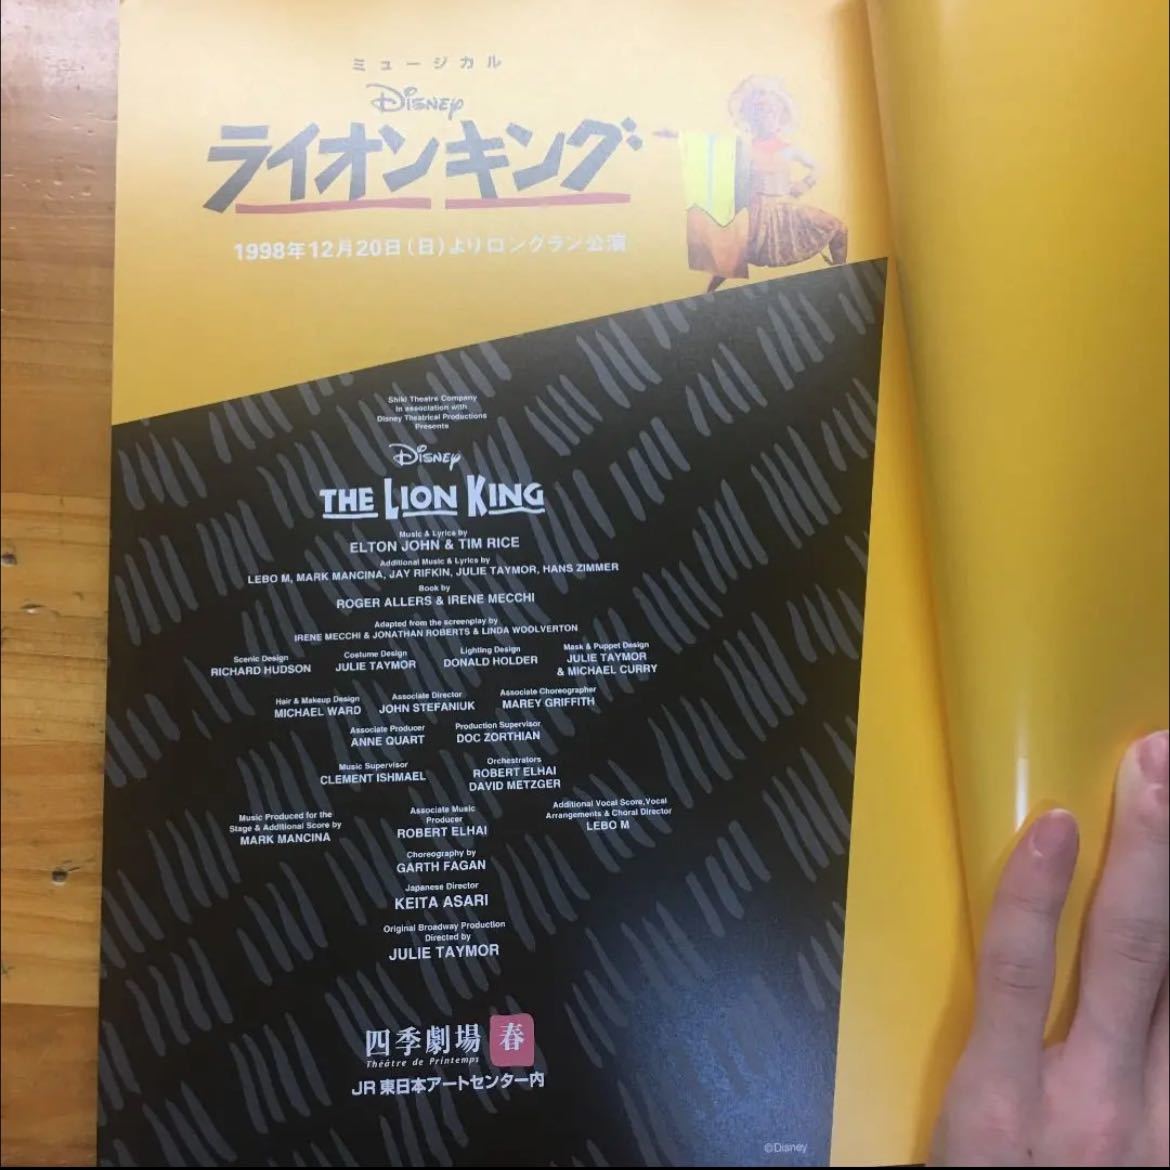 ミュージカル
Disney
ライオンキング
1998年12月20日(日)よりロングラン公演
Shiki Theatre Company
in association with
Disney Theatrical Productions
Presents
Disney
THE LION KING
Music & Lyrics by
ELTON JOHN & TIM RICE
Additional Music & Lyrics by
LEBO M, MARK MANCINA, JAY RIFKIN, JULIE TAYMOR, HANS ZIMMER
Book by
ROGER ALLERS & IRENE MECCHI
Adapted from the screenplay by
IRENE MECCHI & JONATHAN ROBERTS & LINDA WOOLVERTON
Scenic Design
RICHARD HUDSON
Costume Design
JULIE TAYMOR
Lighting Design
DONALD HOLDER
Mask & Puppet Design
JULIE TAYMOR
& MICHAEL CURRY
Hair & Makeup Design
MICHAEL WARD
Associate Director
JOHN STEFANIUK
Associate Choreographer
MAREY GRIFFITH
Associate Producer
ANNE QUART
Production Supervisor
DOC ZORTHIAN
Music Supervisor
CLEMENT ISHMAEL
Orchestrators
ROBERT ELHAI
DAVID METZGER
Music Produced for the
Stage & Additional Score by
MARK MANCINA
Associate Music
Producer
ROBERT ELHAI
Additional Vocal Score,Vocal
Arrangements & Choral Director
LEBO M
Choreography by
GARTH FAGAN
Japanese Director
KEITA ASARI
Original Broadway Production
Directed by
JULIE TAYMOR
四季劇場 春
Théâtre de Printemps
JR東日本アートセンター内
©Disney